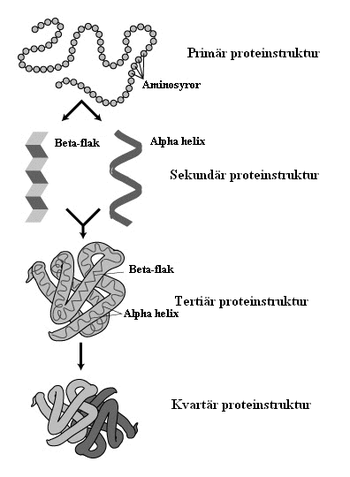 Primär proteinstruktur
Aminosyror
Beta-flak
Alpha helix
Sekundär proteinstruktur
Beta-flak
Tertiär proteinstruktur
Alpha helix
Kvartär proteinstruktur